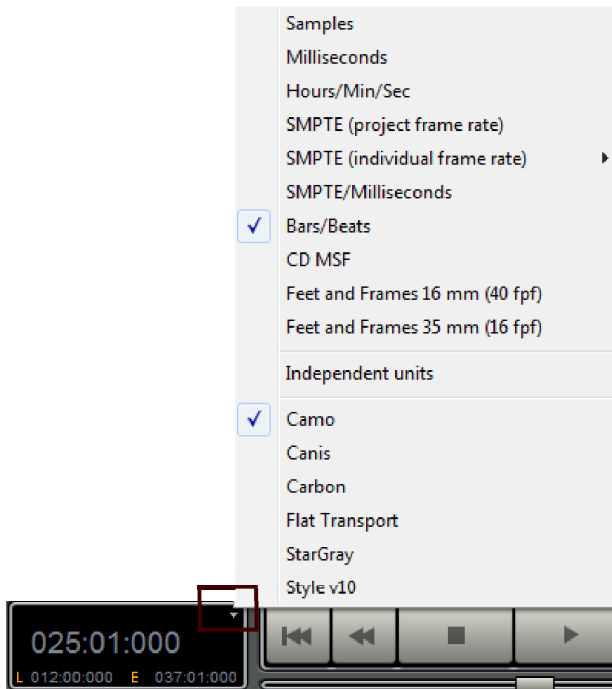 Samples
Milliseconds
Hours/Min/Sec
SMPTE (project frame rate)
SMPTE (individual frame rate)
SMPTE/Milliseconds
Bars/Beats
CD MSF
Feet and Frames 16 mm (40 fpf)
Feet and Frames 35 mm (16 fpf)
Independent units
Camo
Canis
Carbon
Flat Transport
StarGray
Style v10
025:01:000
L 012:00:000 E 037:01:000